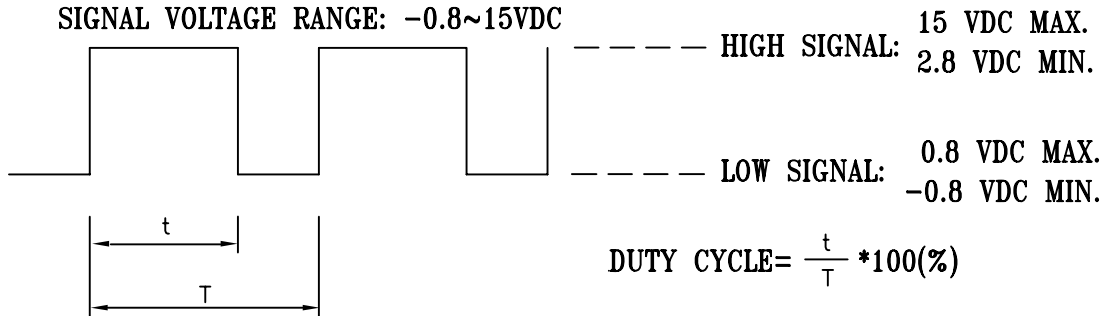 SIGNAL VOLTAGE RANGE: -0.8~15VDC
HIGH SIGNAL: 15 VDC MAX.
2.8 VDC MIN.
LOW SIGNAL: 0.8 VDC MAX.
-0.8 VDC MIN.
t
T
DUTY CYCLE= t/T *100(%)